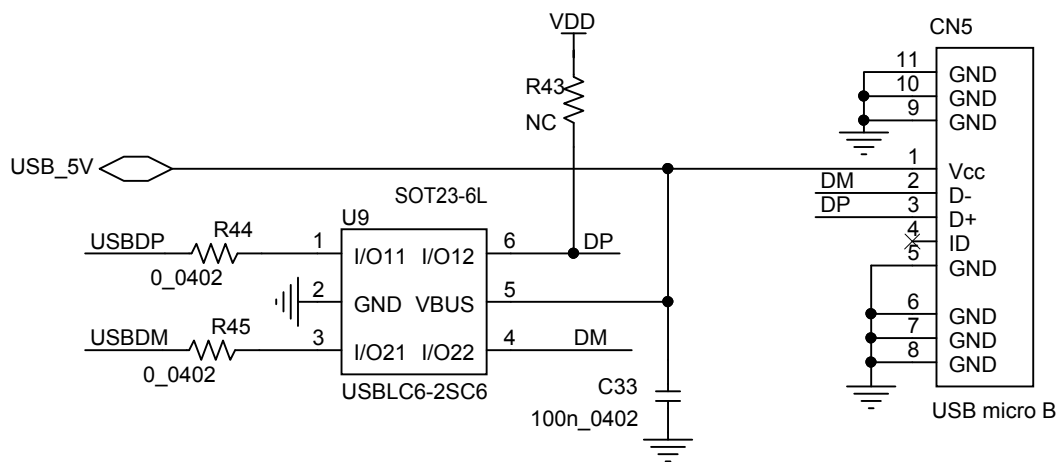 VDD
CN5
R43
NC
11 GND
10 GND
9 GND
USB_5V
1 Vcc
DM 2 D-
DP 3 D+
4 ID
5 GND
6 GND
7 GND
8 GND
USB micro B
SOT23-6L
U9
USBDP R44 1 I/O11 I/O12 6 DP
0_0402
2 GND VBUS 5
USBDM R45 3 I/O21 I/O22 4 DM
0_0402
USBLC6-2SC6
C33
100n_0402